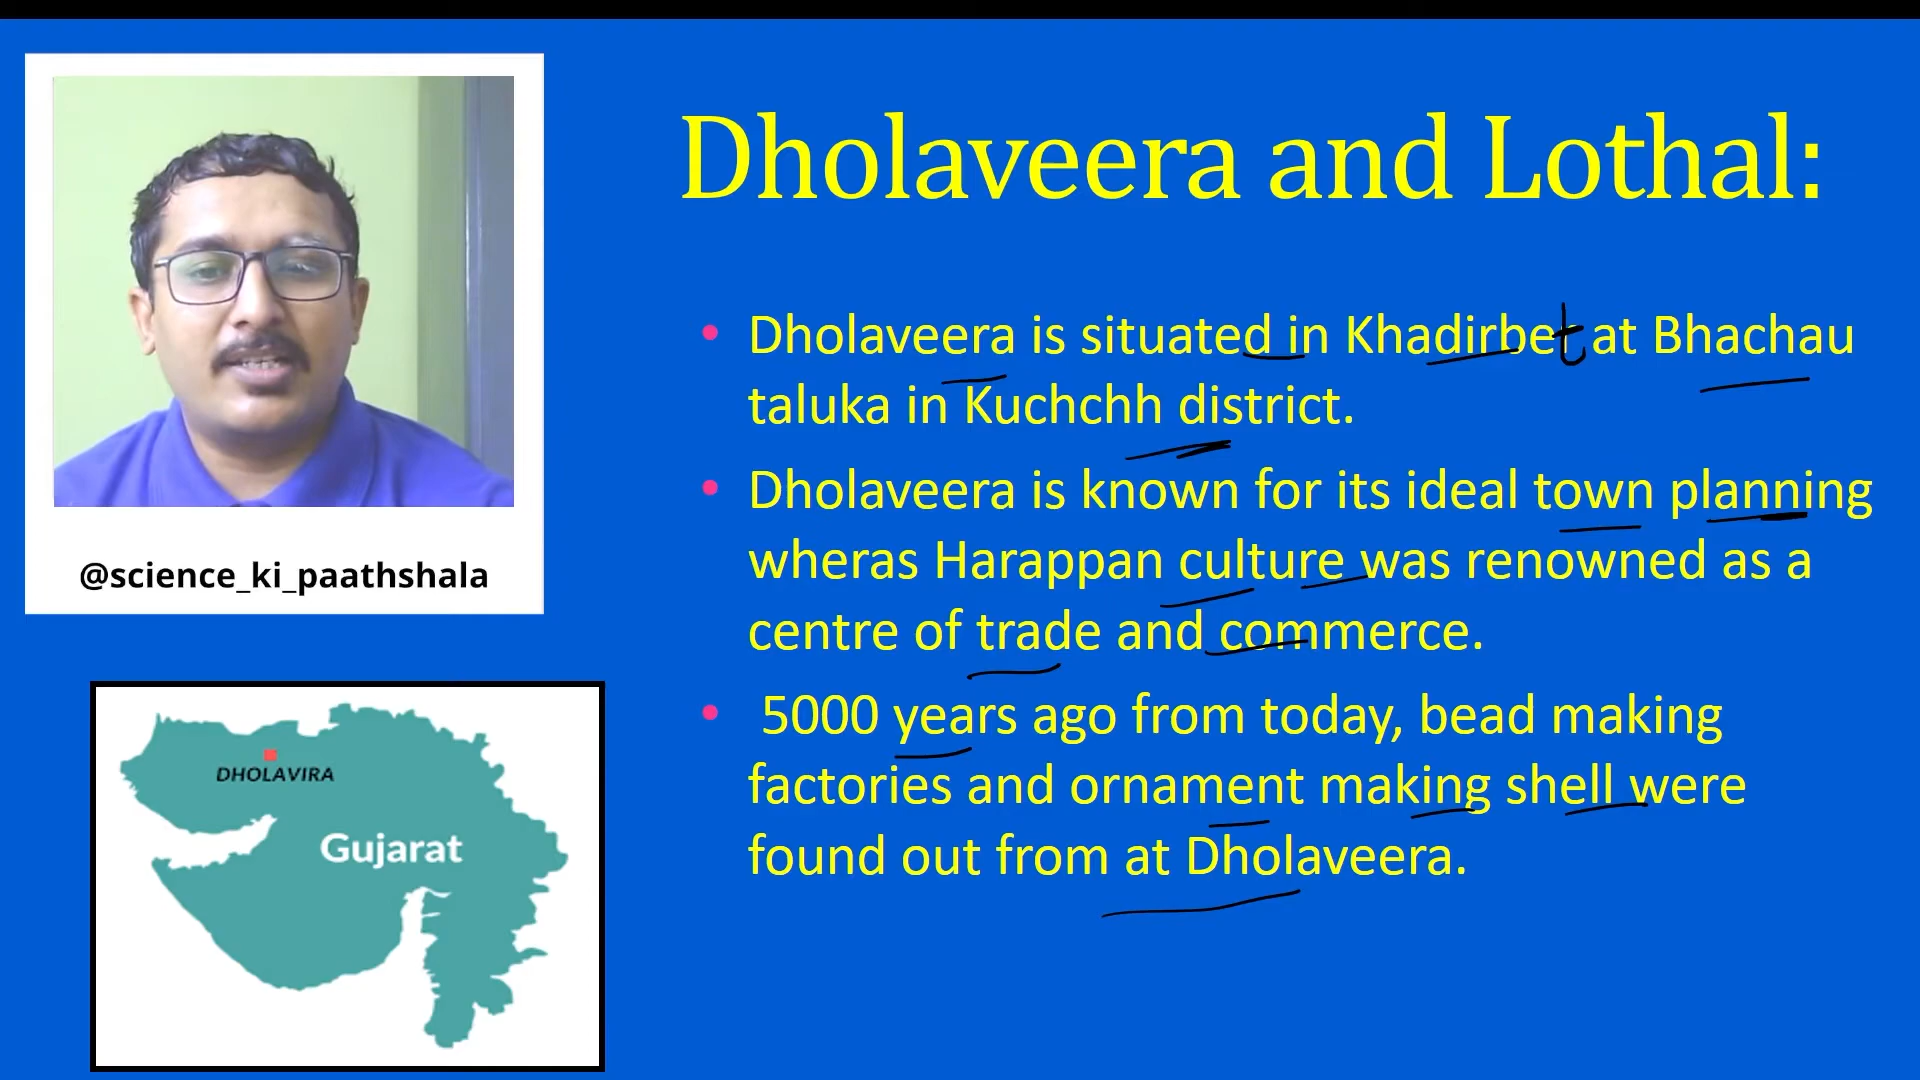 Dholaveera and Lothal:
• Dholaveera is situated in Khadirbet at Bhachau
taluka in Kuchchh district.
• Dholaveera is known for its ideal town planning
wheras Harappan culture was renowned as a
centre of trade and commerce.
• 5000 years ago from today, bead making
factories and ornament making shell were
found out from at Dholaveera.
@science_ki_paathshala
DHOLAVIRA
Gujarat